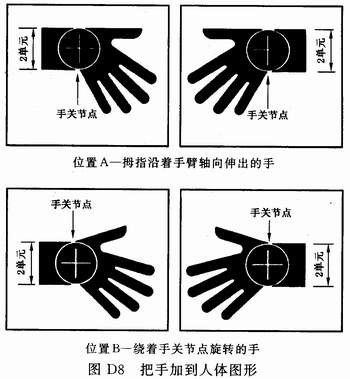 2单元
手关节点
2单元
手关节点
位置A—拇指沿着手臂轴向伸出的手
手关节点
2单元
手关节点
2单元
位置B—绕着手关节点旋转的手
图 D8 把手加到人体图形